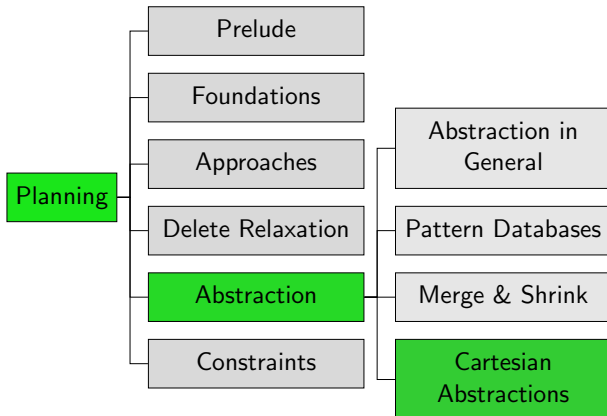 Planning
Prelude
Foundations
Approaches
Delete Relaxation
Abstraction
Constraints
Abstraction in
General
Pattern Databases
Merge & Shrink
Cartesian
Abstractions